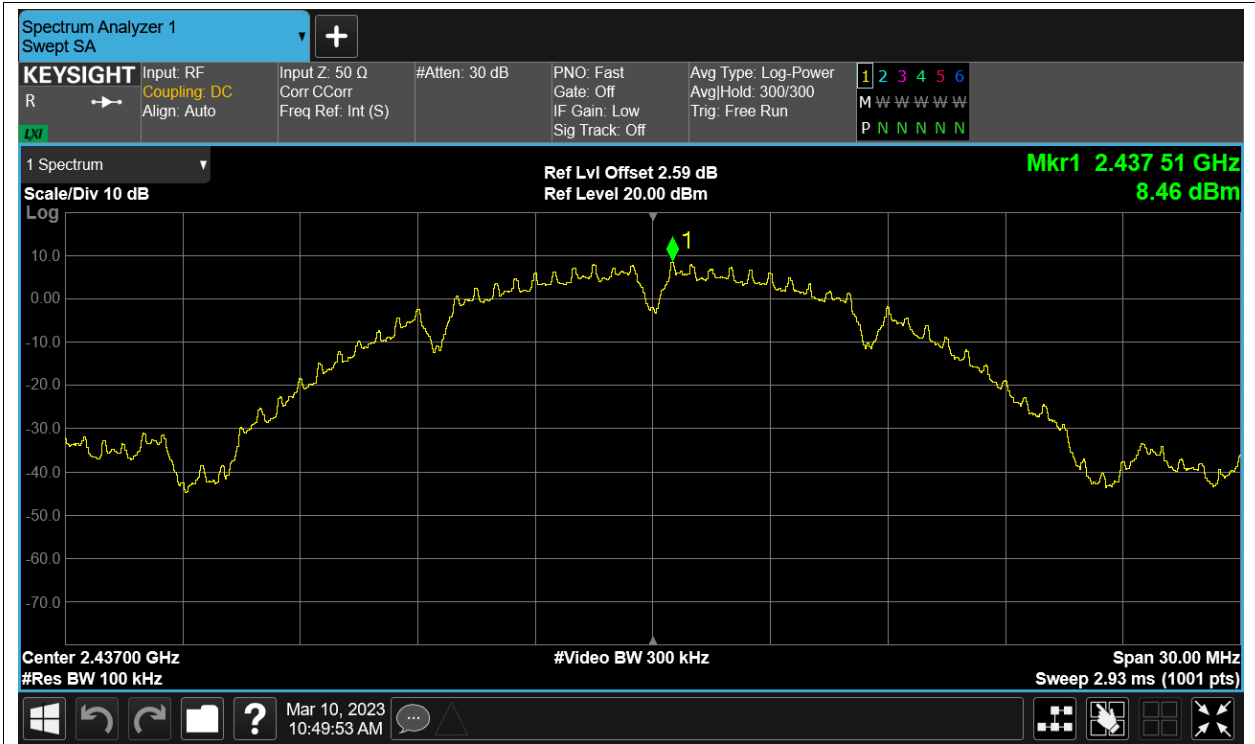 Spectrum Analyzer 1
Swept SA
KEYSIGHT
R
LXI
Input: RF
Coupling: DC
Align: Auto
Input Z: 50 Ω
Corr CCorr
Freq Ref: Int (S)
#Atten: 30 dB
PNO: Fast
Gate: Off
IF Gain: Low
Sig Track: Off
Avg Type: Log-Power
Avg|Hold: 300/300
Trig: Free Run
1 2 3 4 5 6
M W W W W W
P N N N N N
1 Spectrum
Scale/Div 10 dB
Log
Ref Lvl Offset 2.59 dB
Ref Level 20.00 dBm
Mkr1 2.437 51 GHz
8.46 dBm
1
10.0
0.00
-10.0
-20.0
-30.0
-40.0
-50.0
-60.0
-70.0
Center 2.43700 GHz
#Res BW 100 kHz
#Video BW 300 kHz
Span 30.00 MHz
Sweep 2.93 ms (1001 pts)
?
Mar 10, 2023
10:49:53 AM